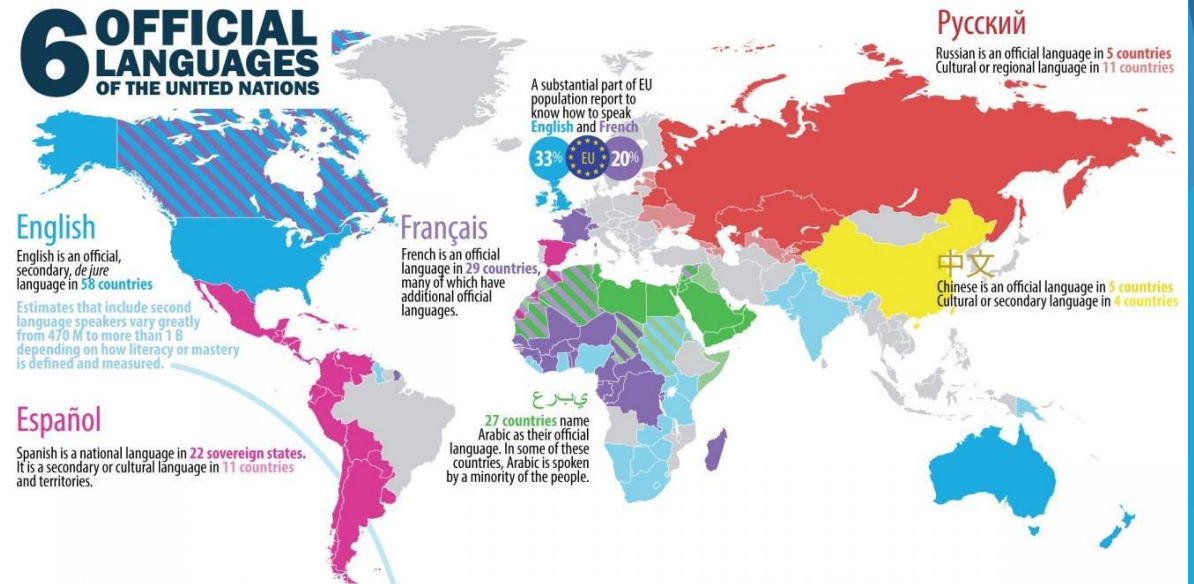 6 OFFICIAL
LANGUAGES
OF THE UNITED NATIONS
English
English is an official,
secondary, de jure
language in 58 countries
Estimates that include second
language speakers vary greatly
from 470 M to more than 1 B
depending on how literacy or mastery
is defined and measured.
Español
Spanish is a national language in 22 sovereign states.
It is a secondary or cultural language in 11 countries
and territories.
Français
French is an official
language in 29 countries,
many of which have
additional official
languages.
A substantial part of EU
population report to
know how to speak
English and French
33% EU 20%
يبرع
27 countries name
Arabic as their official
language. In some of these
countries, Arabic is spoken
by a minority of the people.
Русский
Russian is an official language in 5 countries
Cultural or regional language in 11 countries
中文
Chinese is an official language in 5 countries
Cultural or secondary language in 4 countries